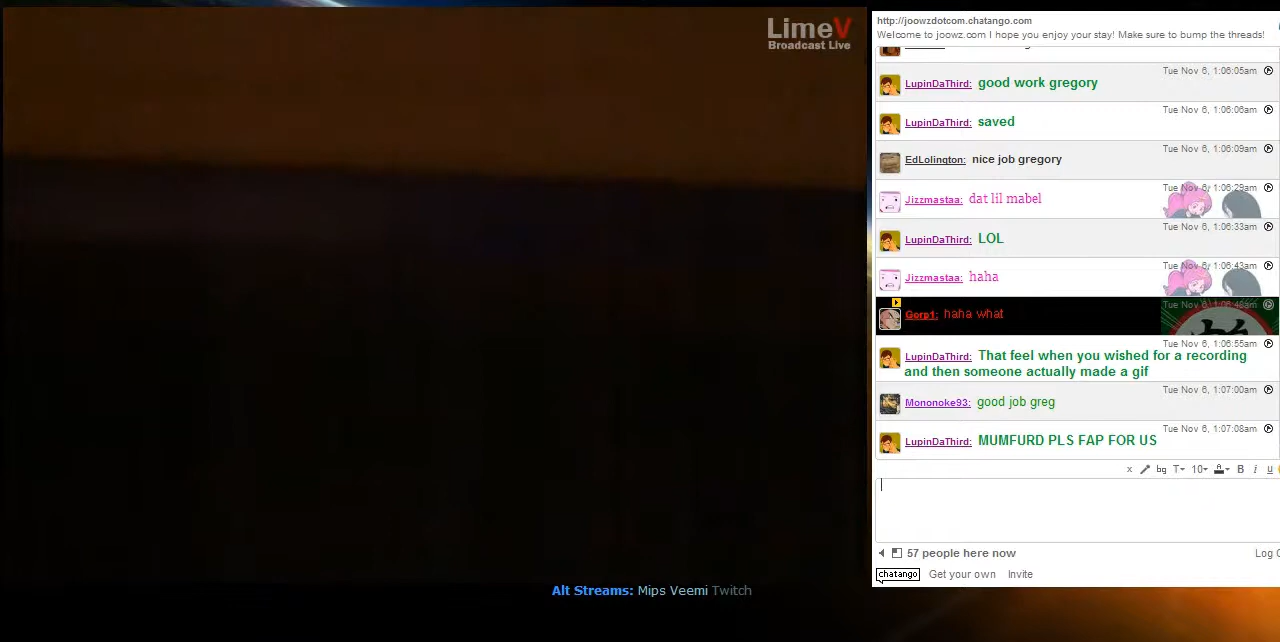 LimeV
Broadcast Live
http://joowzdotcom.chatango.com
Welcome to joowz.com I hope you enjoy your stay! Make sure to bump the threads!
Tue Nov 6, 1:06:05am
LupinDaThird: good work gregory
Tue Nov 6, 1:06:06am
LupinDaThird: saved
Tue Nov 6, 1:06:09am
EdLolington: nice job gregory
Tue Nov 6, 1:06:29am
Jizzmastaa: dat lil mabel
Tue Nov 6, 1:06:33am
LupinDaThird: LOL
Tue Nov 6, 1:06:43am
Jizzmastaa: haha
Tue Nov 6, 1:06:46am
Gorp1: haha what
Tue Nov 6, 1:06:55am
LupinDaThird: That feel when you wished for a recording
and then someone actually made a gif
Tue Nov 6, 1:07:00am
Mononoke93: good job greg
Tue Nov 6, 1:07:08am
LupinDaThird: MUMFURD PLS FAP FOR US
x bg T 10 A B i u
57 people here now
Log
chatango Get your own Invite
Alt Streams: Mips Veemi Twitch